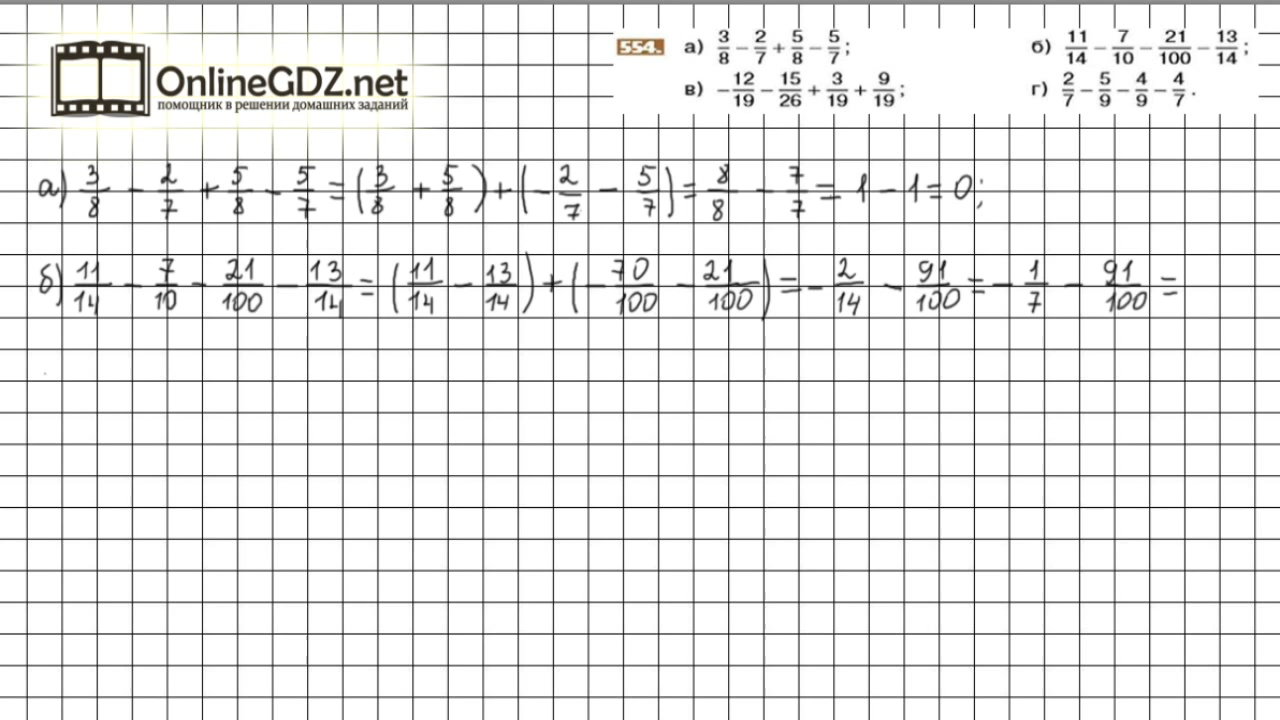 OnlineGDZ.net
помощник в решении домашних заданий
554. а) 3/8 − 2/7 + 5/8 − 5/7; б) 11/14 − 7/10 − 21/100 − 13/14;
в) −12/19 − 15/26 + 3/19 + 9/19; г) 2/7 − 5/9 − 4/9 − 4/7.
а) 3/8 − 2/7 + 5/8 − 5/7 = (3/8 + 5/8) + (−2/7 − 5/7) = 8/8 − 7/7 = 1 − 1 = 0;
б) 11/14 − 7/10 − 21/100 − 13/14 = (11/14 − 13/14) + (−70/100 − 21/100) = −2/14 − 91/100 = −1/7 − 91/100 =